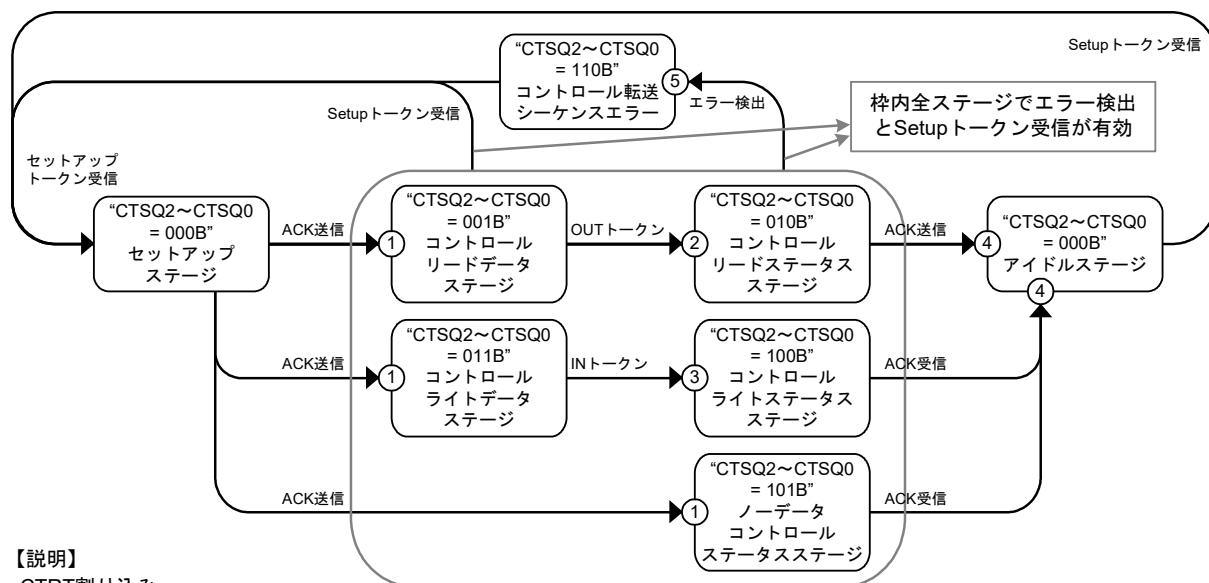 Setupトークン受信
“CTSQ2～CTSQ0
= 110B”
コントロール転送
シーケンスエラー
5
エラー検出
Setupトークン受信
枠内全ステージでエラー検出
とSetupトークン受信が有効
セットアップ
トークン受信
“CTSQ2～CTSQ0
= 000B”
セットアップ
ステージ
ACK送信
1
“CTSQ2～CTSQ0
= 001B”
コントロール
リードデータ
ステージ
OUTトークン
2
“CTSQ2～CTSQ0
= 010B”
コントロール
リードステータス
ステージ
ACK送信
4
“CTSQ2～CTSQ0
= 000B”
アイドルステージ
4
ACK送信
1
“CTSQ2～CTSQ0
= 011B”
コントロール
ライトデータ
ステージ
INトークン
3
“CTSQ2～CTSQ0
= 100B”
コントロール
ライトステータス
ステージ
ACK受信
ACK送信
1
“CTSQ2～CTSQ0
= 101B”
ノーデータ
コントロール
ステータスステージ
ACK受信
【説明】
CTRT割り込み